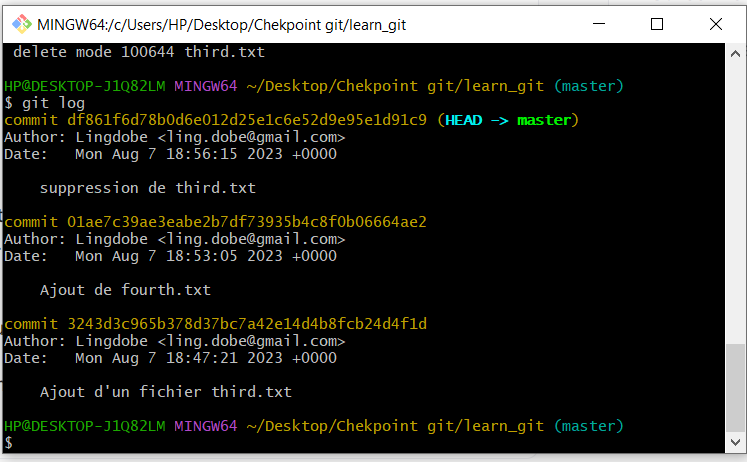 MINGW64:/c/Users/HP/Desktop/Chekpoint git/learn_git
delete mode 100644 third.txt
HP@DESKTOP-J1Q82LM MINGW64 ~/Desktop/Chekpoint git/learn_git (master)
$ git log
commit df861f6d78b0d6e012d25e1c6e52d9e95e1d91c9 (HEAD -> master)
Author: Lingdobe <ling.dobe@gmail.com>
Date:   Mon Aug 7 18:56:15 2023 +0000
suppression de third.txt
commit 01ae7c39ae3eabe2b7df73935b4c8f0b06664ae2
Author: Lingdobe <ling.dobe@gmail.com>
Date:   Mon Aug 7 18:53:05 2023 +0000
Ajout de fourth.txt
commit 3243d3c965b378d37bc7a42e14d4b8fcb24d4f1d
Author: Lingdobe <ling.dobe@gmail.com>
Date:   Mon Aug 7 18:47:21 2023 +0000
Ajout d'un fichier third.txt
HP@DESKTOP-J1Q82LM MINGW64 ~/Desktop/Chekpoint git/learn_git (master)
$